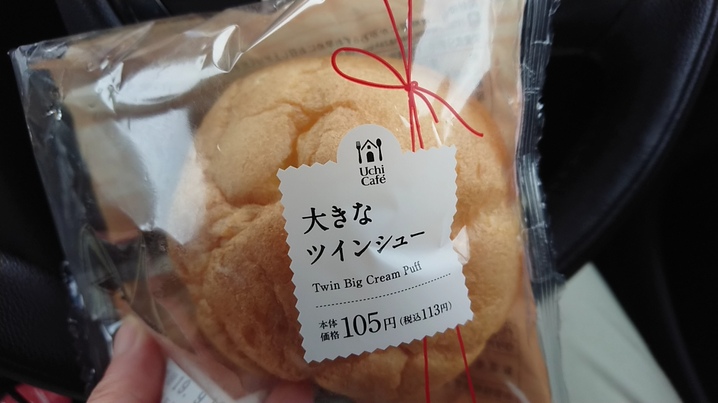 Uchi
Café
大きな
ツインシュー
Twin Big Cream Puff
本体
価格 105円 (税込113円)